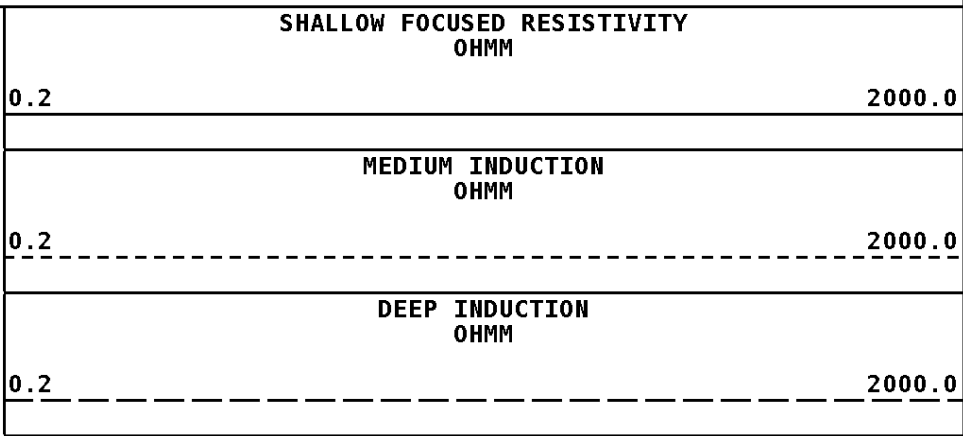 SHALLOW FOCUSED RESISTIVITY
OHMM
0.2 2000.0
MEDIUM INDUCTION
OHMM
0.2 2000.0
DEEP INDUCTION
OHMM
0.2 2000.0